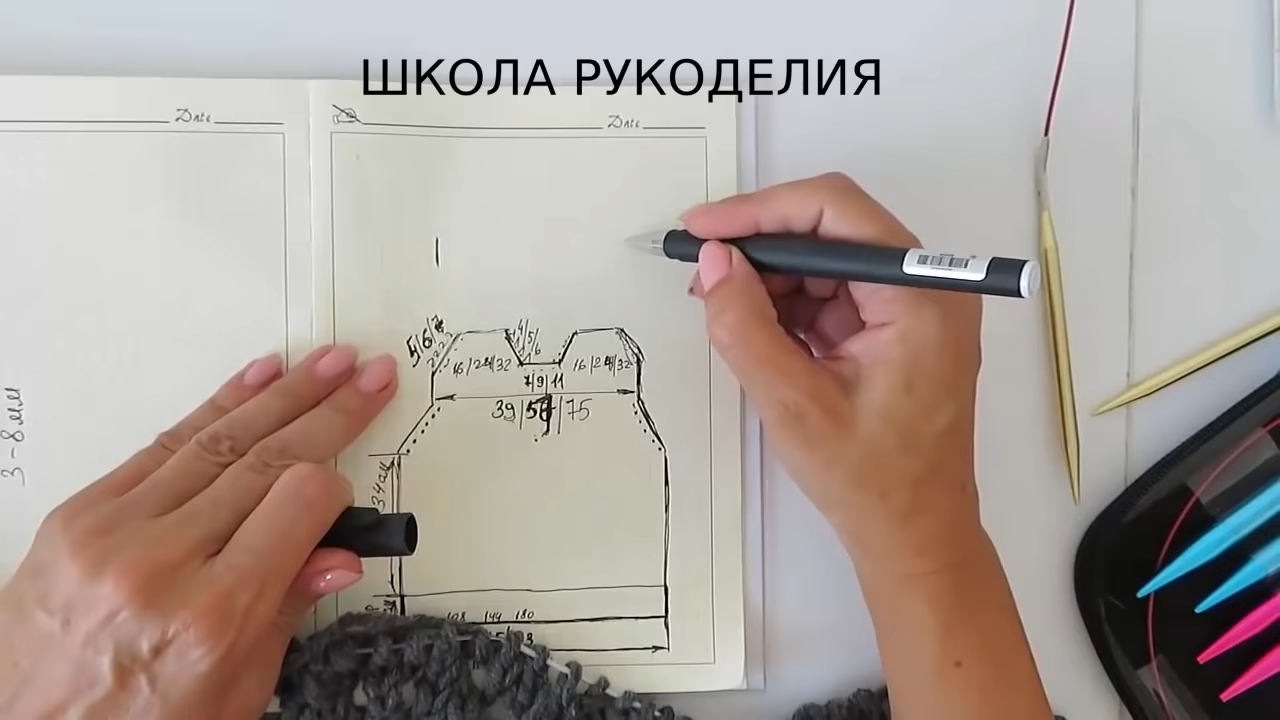 ШКОЛА РУКОДЕЛИЯ
Date
Date
5/6/7
4/5/6
16/24/32
16/24/32
7/9/11
39/56/75
34см
3-8мм
108 144 180